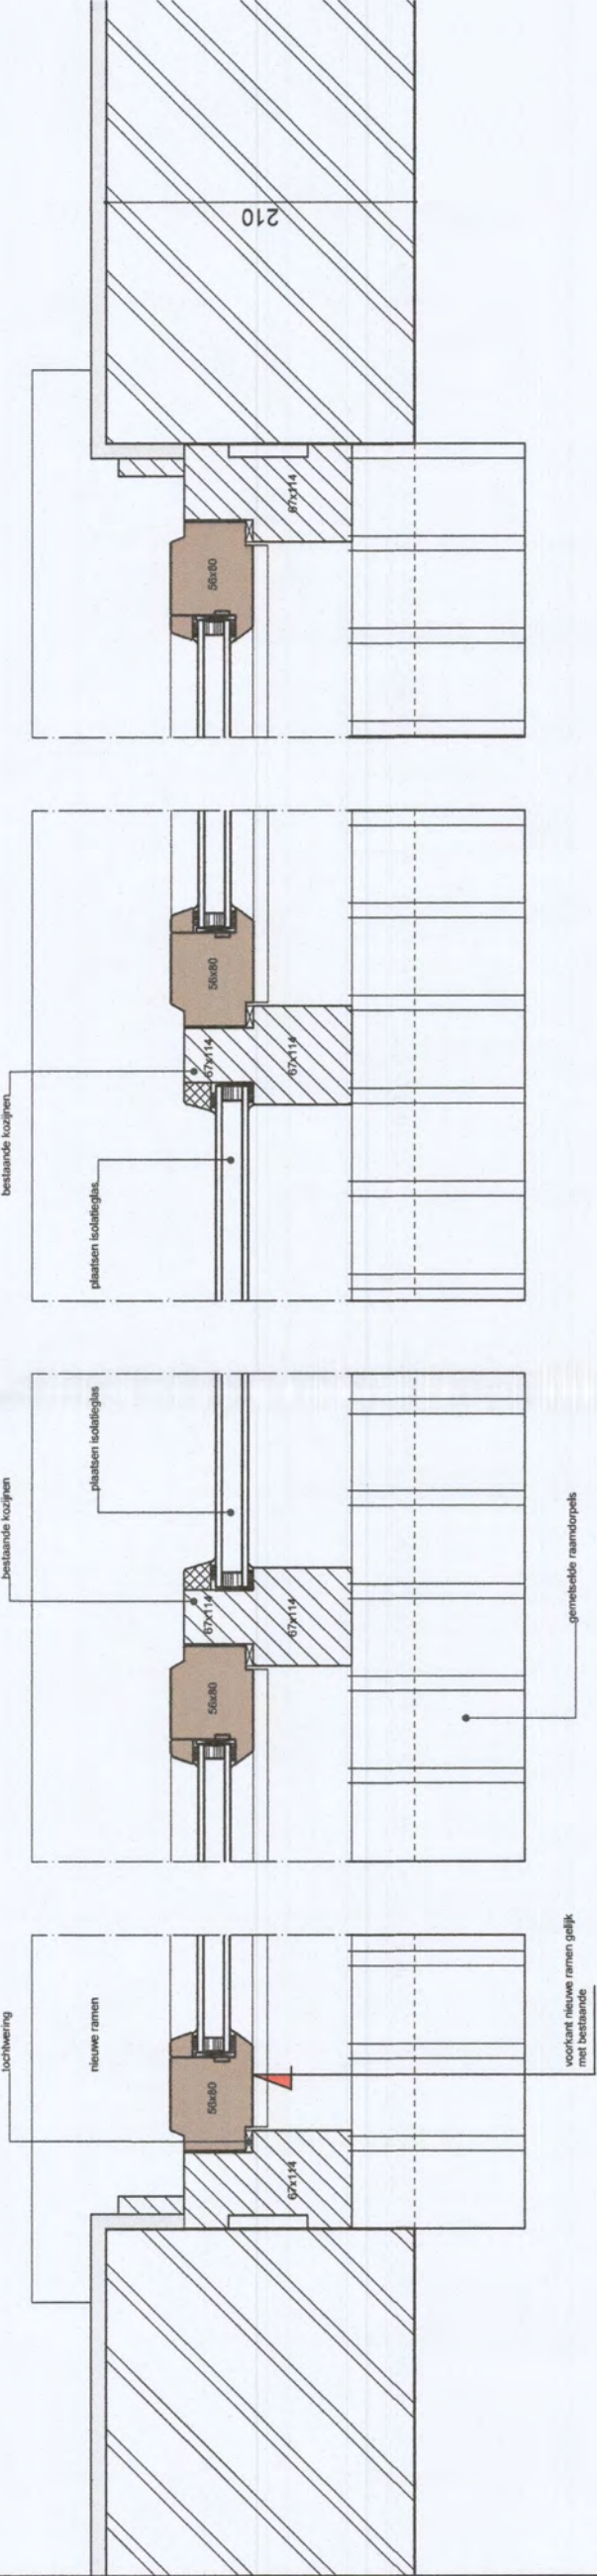 210
67x114
56x80
56x80
67x114
67x114
bestaande kozijnen
plaatsen isolatieglas
plaatsen isolatieglas
bestaande kozijnen
67x114
67x114
56x80
gemetselde raamdorpels
tochtwering
nieuwe ramen
56x80
67x114
voorkant nieuwe ramen gelijk
met bestaande